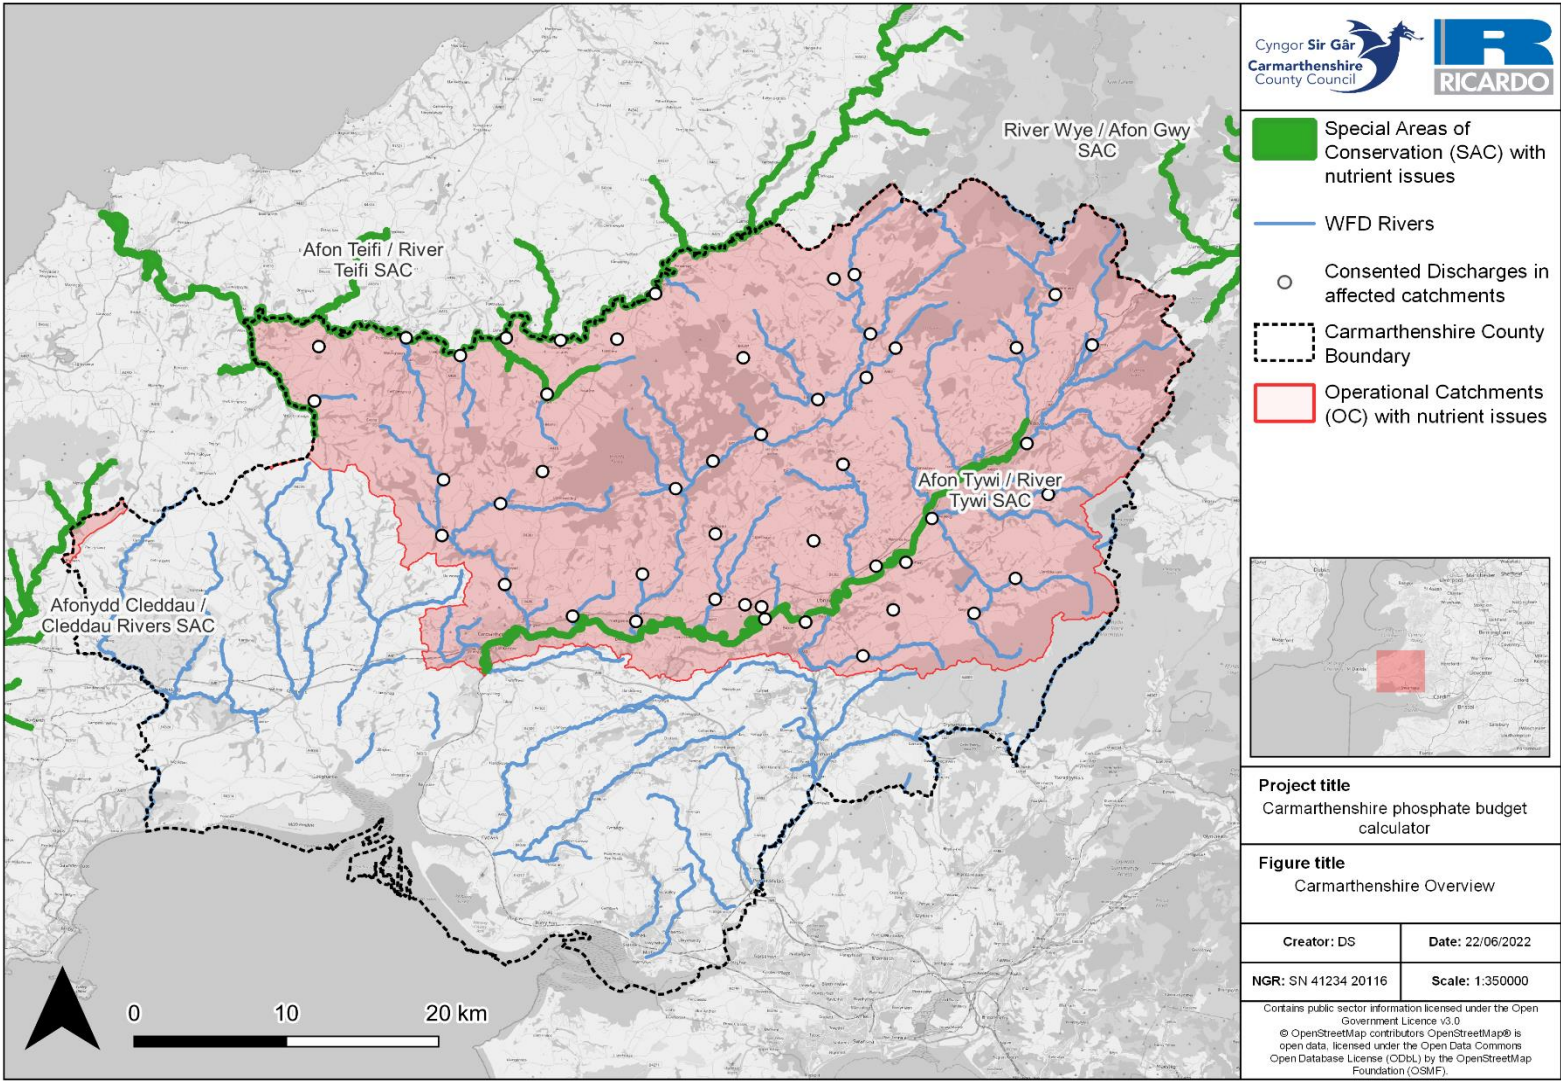 River Wye / Afon Gwy
SAC
Afon Teifi / River
Teifi SAC
Afon Tywi / River
Tywi SAC
Afonydd Cleddau /
Cleddau Rivers SAC
0 10 20 km
Cyngor Sir Gâr
Carmarthenshire
County Council
RICARDO
Special Areas of
Conservation (SAC) with
nutrient issues
WFD Rivers
Consented Discharges in
affected catchments
Carmarthenshire County
Boundary
Operational Catchments
(OC) with nutrient issues
Project title
Carmarthenshire phosphate budget
calculator
Figure title
Carmarthenshire Overview
Creator: DS
Date: 22/06/2022
NGR: SN 41234 20116
Scale: 1:350000
Contains public sector information licensed under the Open
Government Licence v3.0
© OpenStreetMap contributors OpenStreetMap® is
open data, licensed under the Open Data Commons
Open Database License (ODbL) by the OpenStreetMap
Foundation (OSMF).